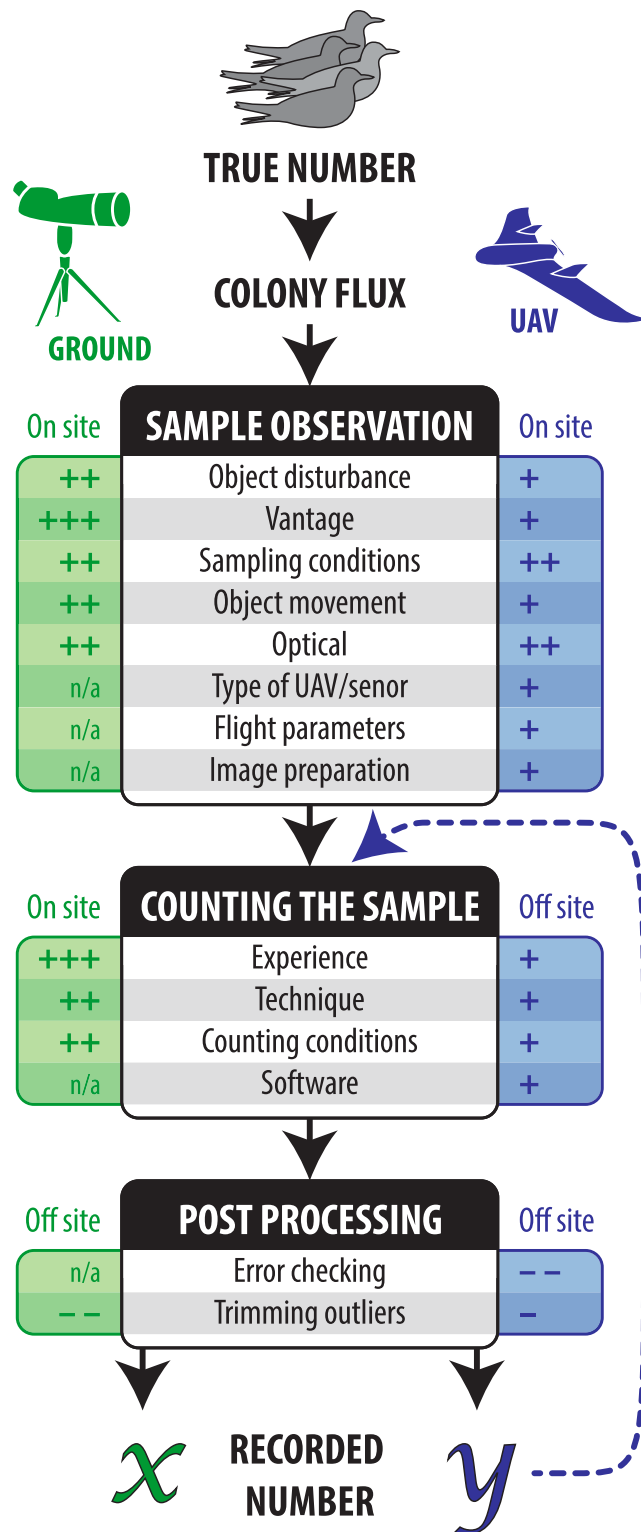 TRUE NUMBER
COLONY FLUX
GROUND
UAV
On site SAMPLE OBSERVATION On site
++ Object disturbance +
+++ Vantage +
++ Sampling conditions ++
++ Object movement +
++ Optical ++
n/a Type of UAV/senor +
n/a Flight parameters +
n/a Image preparation +
On site COUNTING THE SAMPLE Off site
+++ Experience +
++ Technique +
++ Counting conditions +
n/a Software +
Off site POST PROCESSING Off site
n/a Error checking – –
– – Trimming outliers –
x RECORDED y
NUMBER